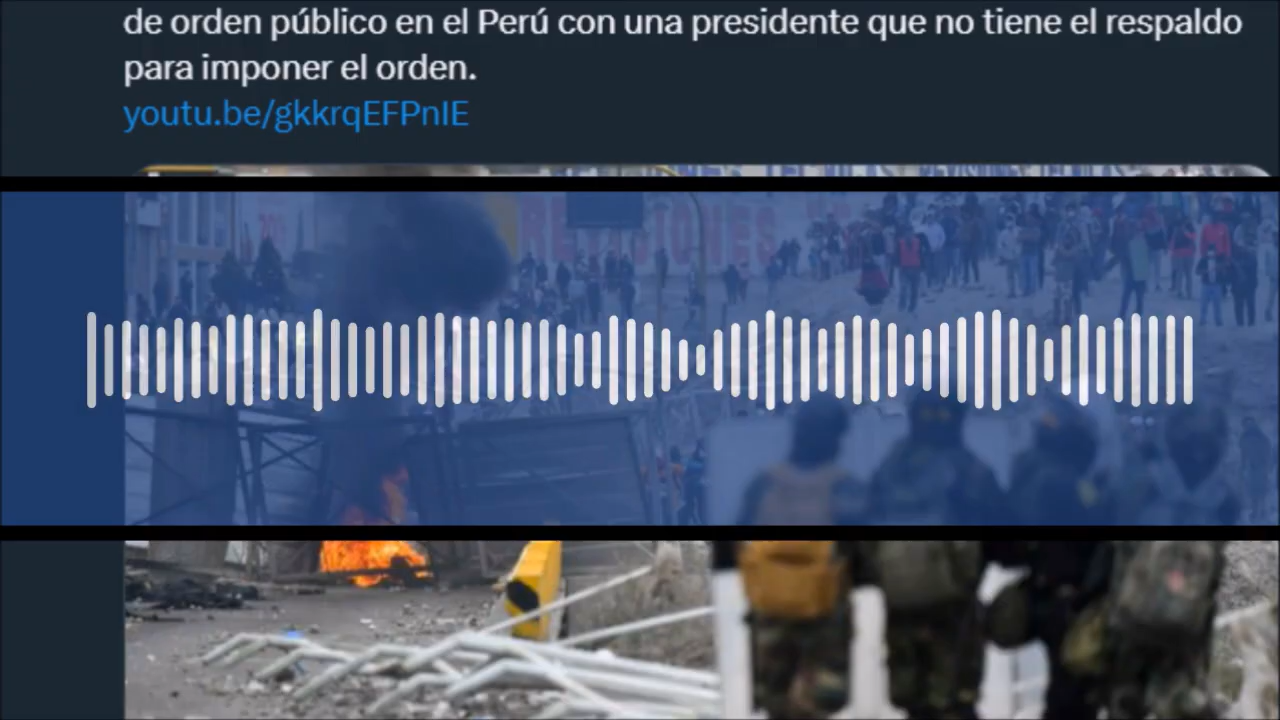 de orden público en el Perú con una presidente que no tiene el respaldo
para imponer el orden.
youtu.be/gkkrqEFPnIE
REVISIONES